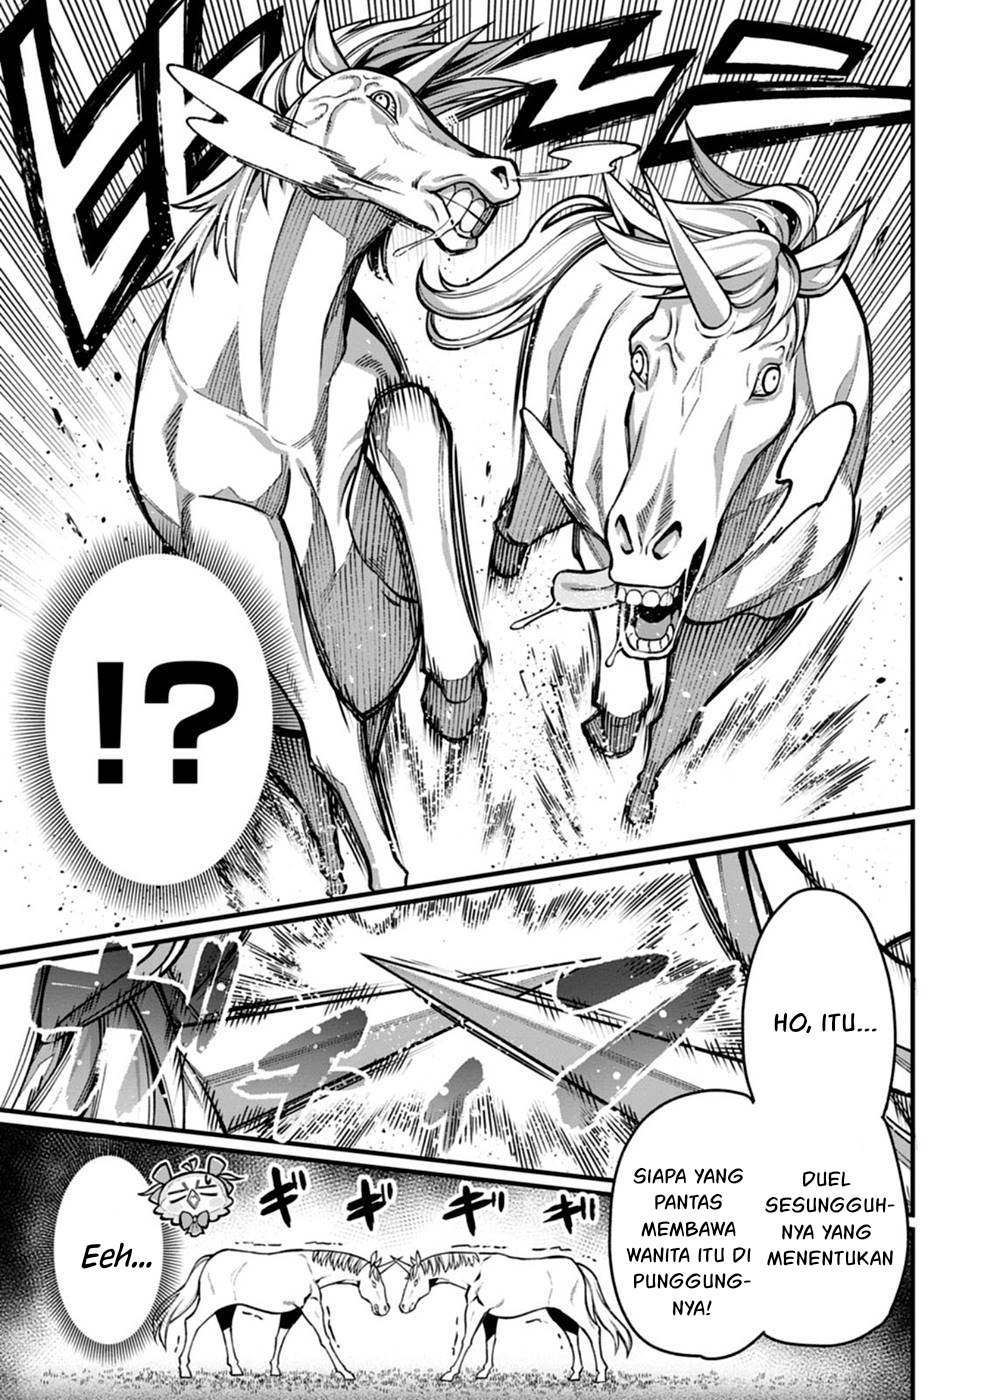 !?
HO, ITU...
DUEL
SESUNGGUH-
NYA YANG
MENENTUKAN
SIAPA YANG
PANTAS
MEMBAWA
WANITA ITU DI
PUNGGUNG-
NYA!
ギ ギ ギ ギ
Eeh...